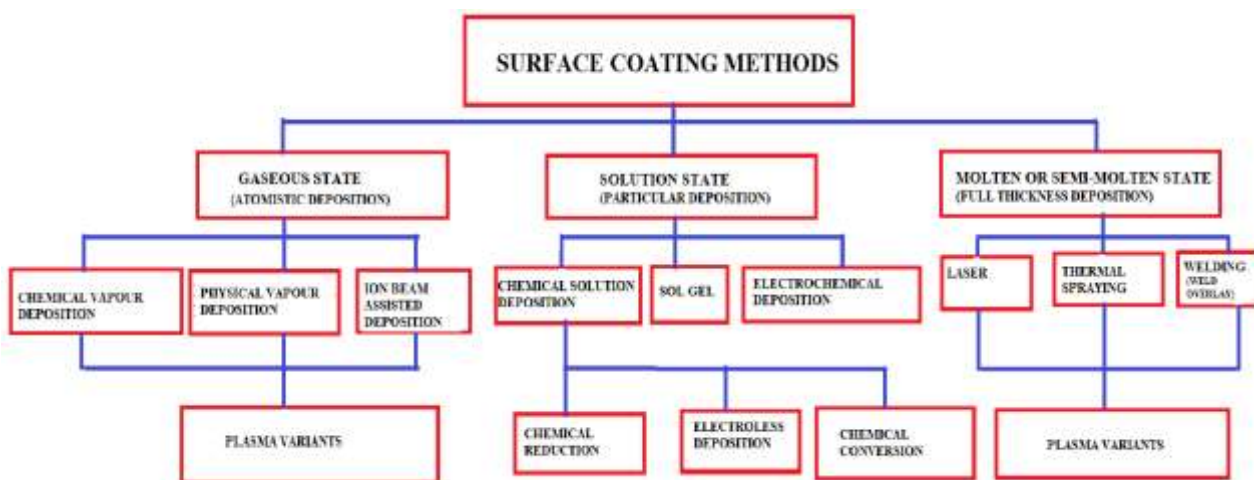 SURFACE COATING METHODS
GASEOUS STATE
(ATOMISTIC DEPOSITION)
SOLUTION STATE
(PARTICULAR DEPOSITION)
MOLTEN OR SEMI-MOLTEN STATE
(FULL THICKNESS DEPOSITION)
CHEMICAL VAPOUR
DEPOSITION
PHYSICAL VAPOUR
DEPOSITION
ION BEAM
ASSISTED
DEPOSITION
CHEMICAL SOLUTION
DEPOSITION
SOL GEL
ELECTROCHEMICAL
DEPOSITION
LASER
THERMAL
SPRAYING
WELDING
(WELD
OVERLAY)
PLASMA VARIANTS
CHEMICAL
REDUCTION
ELECTROLESS
DEPOSITION
CHEMICAL
CONVERSION
PLASMA VARIANTS